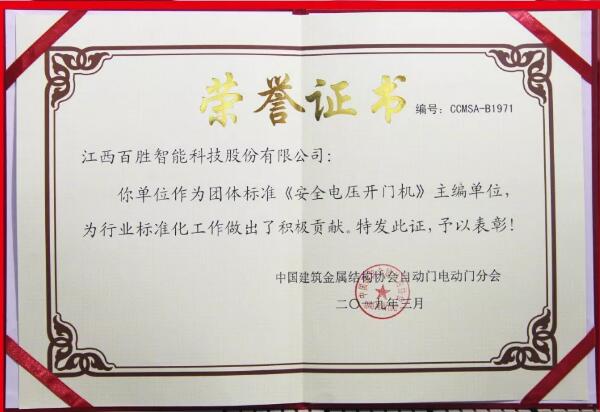 荣誉证书
编号：CCMSA-B1971
江西百胜智能科技股份有限公司：
你单位作为团体标准《安全电压开门机》主编单位，
为行业标准化工作做出了积极贡献。特发此证，予以表彰！
中国建筑金属结构协会自动门电动门分会
二〇一九年三月